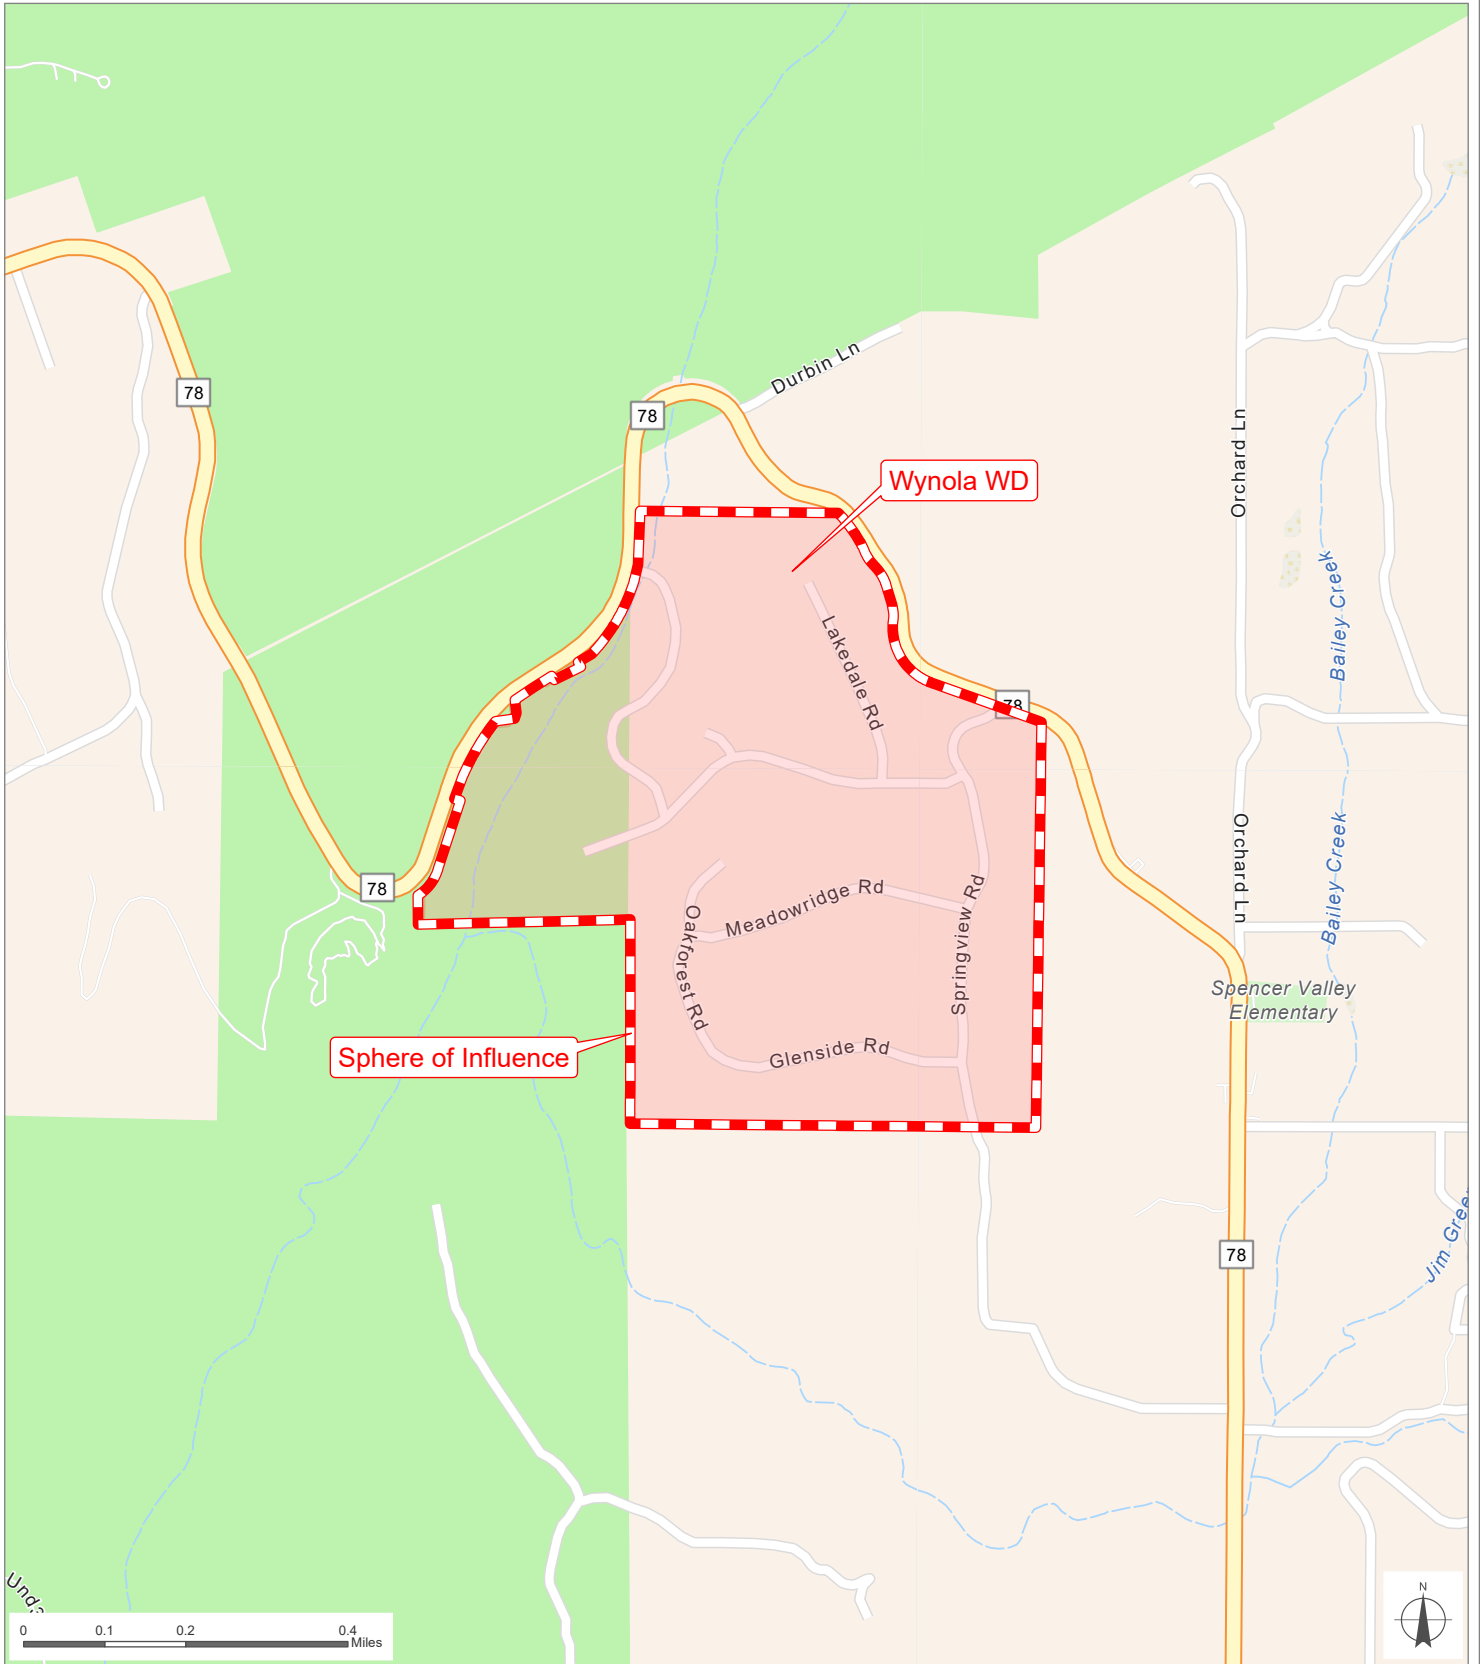 78
Durbin Ln
78
Orchard Ln
Wynola WD
Bailey Creek
Lakedale Rd
78
Orchard Ln
Bailey Creek
78
Meadowridge Rd
Springview Rd
Oakforest Rd
Spencer Valley
Elementary
Glenside Rd
Sphere of Influence
Jim Gree
78
N
0 0.1 0.2 0.4
Miles